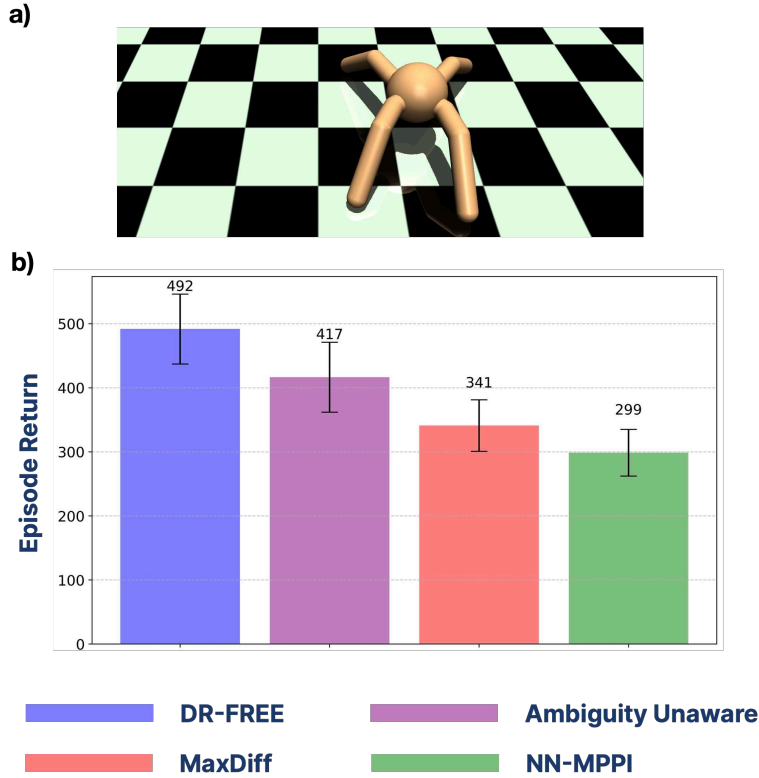 a)
b)
492
417
341
299
500
400
300
200
100
0
Episode Return
DR-FREE
Ambiguity Unaware
MaxDiff
NN-MPPI